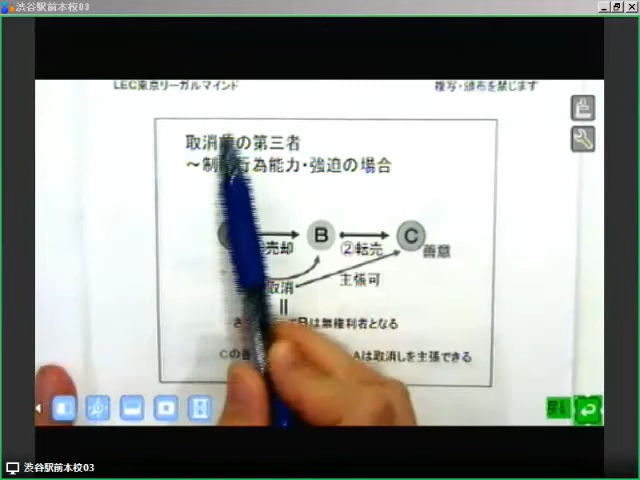 渋谷駅前本校03
LEC東京リーガルマインド
複写・頒布を禁じます
取消前の第三者
～制限行為能力・強迫の場合
B
C
売却
②転売
善意
取消
主張可
＝
Bは無権利者となる
Cの善
Aは取消しを主張できる
戻る
渋谷駅前本校03